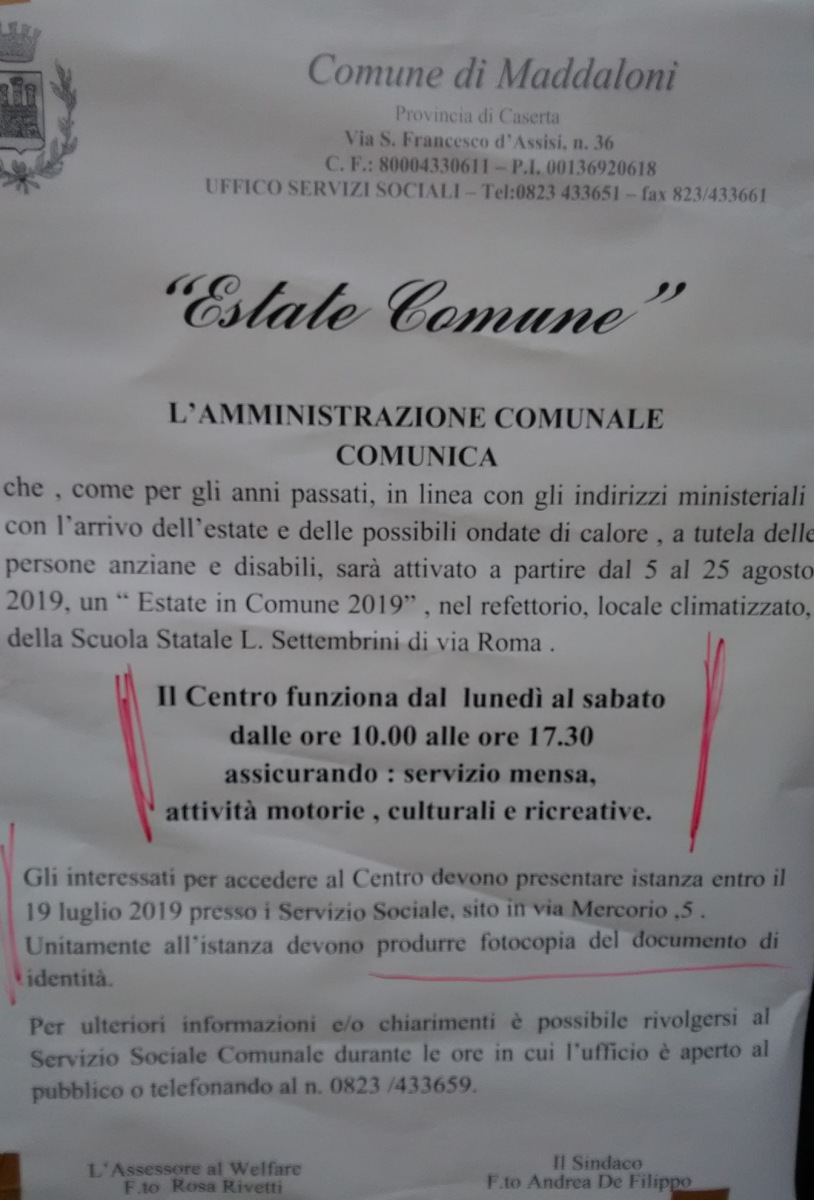 Comune di Maddaloni
Provincia di Caserta
Via S. Francesco d'Assisi, n. 36
C. F.: 80004330611 – P.I. 00136920618
UFFICO SERVIZI SOCIALI – Tel:0823 433651 – fax 823/433661
“Estate Comune”
L'AMMINISTRAZIONE COMUNALE
COMUNICA
che , come per gli anni passati, in linea con gli indirizzi ministeriali
con l'arrivo dell'estate e delle possibili ondate di calore , a tutela delle
persone anziane e disabili, sarà attivato a partire dal 5 al 25 agosto
2019, un “ Estate in Comune 2019” , nel refettorio, locale climatizzato,
della Scuola Statale L. Settembrini di via Roma .
Il Centro funziona dal lunedì al sabato
dalle ore 10.00 alle ore 17.30
assicurando : servizio mensa,
attività motorie , culturali e ricreative.
Gli interessati per accedere al Centro devono presentare istanza entro il
19 luglio 2019 presso i Servizio Sociale, sito in via Mercorio ,5 .
Unitamente all'istanza devono produrre fotocopia del documento di
identità.
Per ulteriori informazioni e/o chiarimenti è possibile rivolgersi al
Servizio Sociale Comunale durante le ore in cui l'ufficio è aperto al
pubblico o telefonando al n. 0823 /433659.
L'Assessore al Welfare
F.to Rosa Rivetti
Il Sindaco
F.to Andrea De Filippo